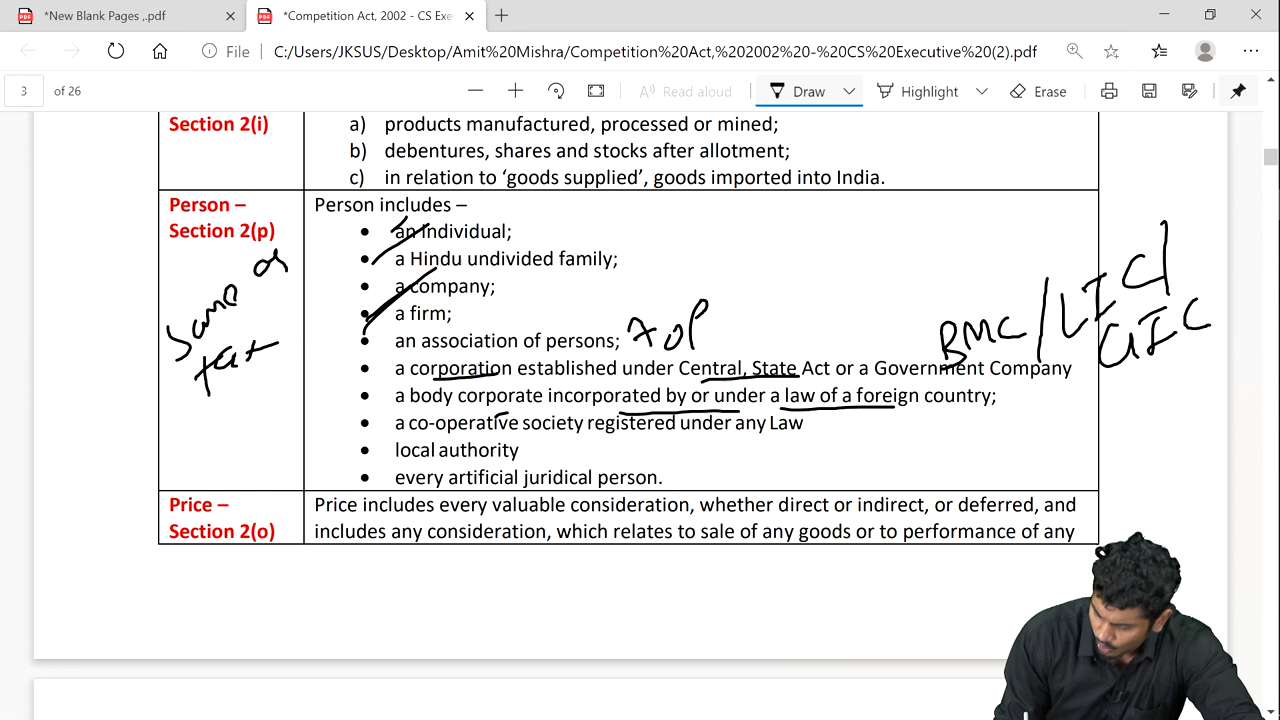 *New Blank Pages ,.pdf
*Competition Act, 2002 - CS Exe
File
C:/Users/JKSUS/Desktop/Amit%20Mishra/Competition%20Act,%202002%20-%20CS%20Executive%20(2).pdf
3 of 26
Read aloud
Draw
Highlight
Erase
Section 2(i)
a) products manufactured, processed or mined;
b) debentures, shares and stocks after allotment;
c) in relation to ‘goods supplied’, goods imported into India.
Person –
Section 2(p)
Same as
tax
Person includes –
• an individual;
• a Hindu undivided family;
• a company;
• a firm;
• an association of persons; AOP
BMC / LIC /
GIC
• a corporation established under Central, State Act or a Government Company
• a body corporate incorporated by or under a law of a foreign country;
• a co-operative society registered under any Law
• local authority
• every artificial juridical person.
Price –
Section 2(o)
Price includes every valuable consideration, whether direct or indirect, or deferred, and
includes any consideration, which relates to sale of any goods or to performance of any